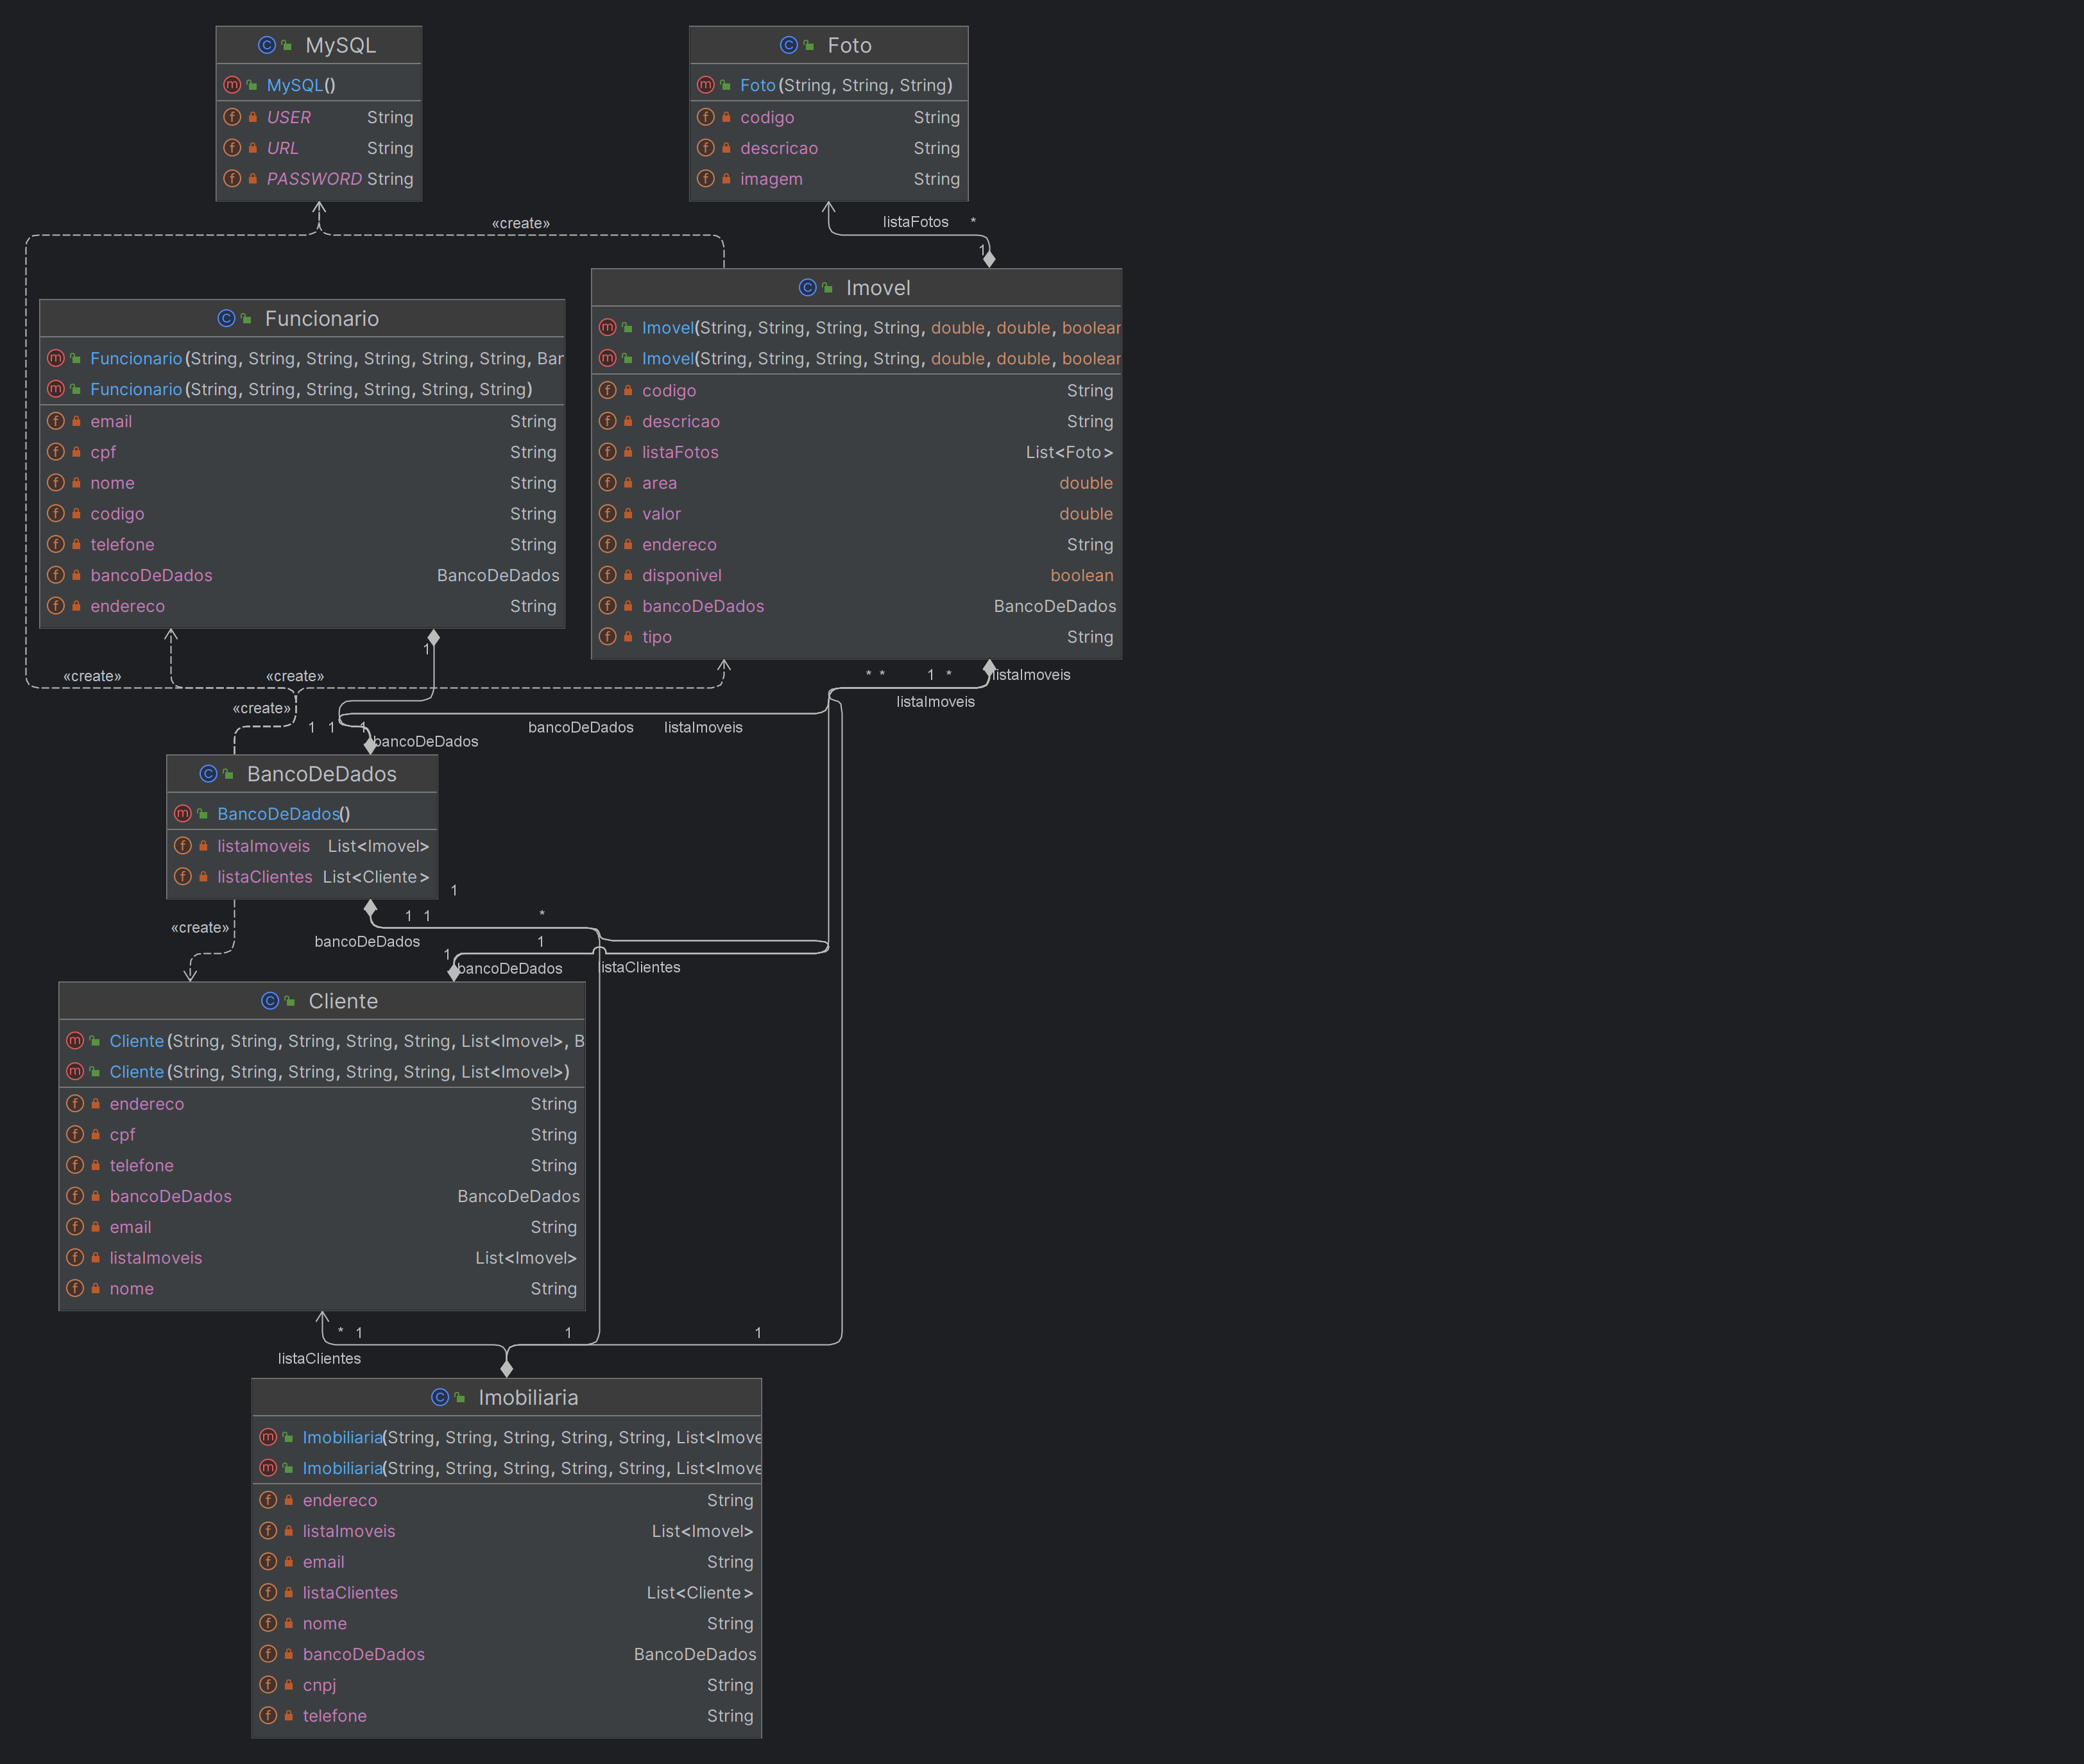 MySQL
MySQL()
USER String
URL String
PASSWORD String
Foto
Foto(String, String, String)
codigo String
descricao String
imagem String
«create»
listaFotos *
1
Imovel
Imovel(String, String, String, String, double, double, boolean
Imovel(String, String, String, String, double, double, boolean
codigo String
descricao String
listaFotos List<Foto>
area double
valor double
endereco String
disponivel boolean
bancoDeDados BancoDeDados
tipo String
Funcionario
Funcionario(String, String, String, String, String, String, Ban
Funcionario(String, String, String, String, String, String)
email String
cpf String
nome String
codigo String
telefone String
bancoDeDados BancoDeDados
endereco String
1
«create» «create» * * 1 * listaImoveis
«create» listaImoveis
1 1 1 bancoDeDados listaImoveis
bancoDeDados
BancoDeDados
BancoDeDados()
listaImoveis List<Imovel>
listaClientes List<Cliente>
1
1 1 *
«create»
bancoDeDados 1
1
bancoDeDados listaClientes
Cliente
Cliente(String, String, String, String, String, List<Imovel>, B
Cliente(String, String, String, String, String, List<Imovel>)
endereco String
cpf String
telefone String
bancoDeDados BancoDeDados
email String
listaImoveis List<Imovel>
nome String
* 1 1 1
listaClientes
Imobiliaria
Imobiliaria(String, String, String, String, String, List<Imove
Imobiliaria(String, String, String, String, String, List<Imove
endereco String
listaImoveis List<Imovel>
email String
listaClientes List<Cliente>
nome String
bancoDeDados BancoDeDados
cnpj String
telefone String